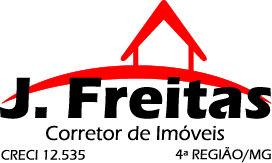 J. Freitas
Corretor de Imóveis
CRECI 12.535 4ª REGIÃO/MG